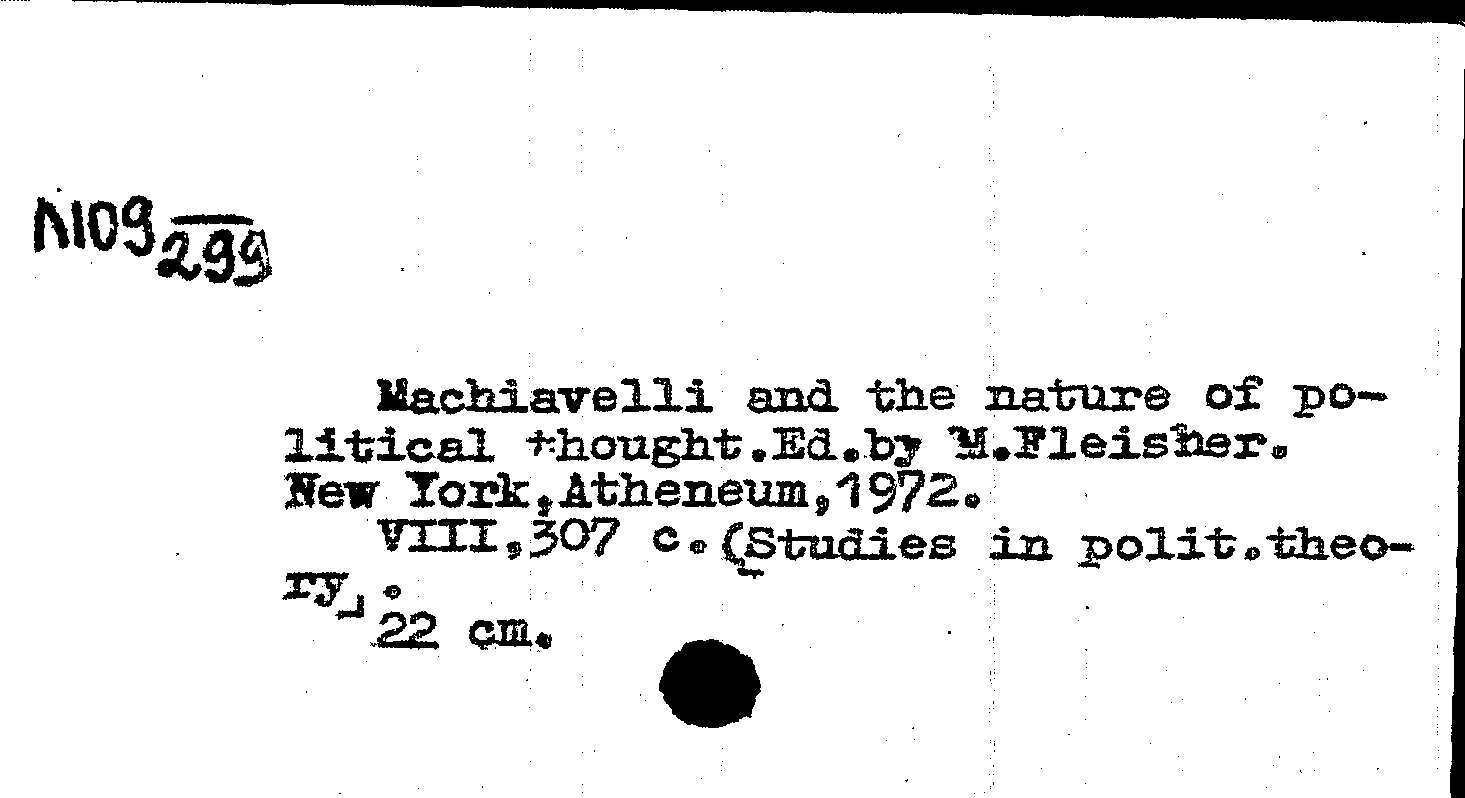 Л109
299
Machiavelli and the nature of po-
litical thought.Ed.by M.Fleisher.
New York,Atheneum,1972.
VIII,307 c.(Studies in polit.theo-
ry).
22 cm.